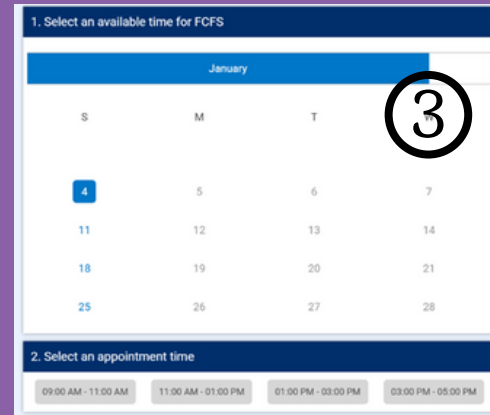 1. Select an available time for FCFS
January
S M T
3
4 5 6 7
11 12 13 14
18 19 20 21
25 26 27 28
2. Select an appointment time
09:00 AM - 11:00 AM 11:00 AM - 01:00 PM 01:00 PM - 03:00 PM 03:00 PM - 05:00 PM